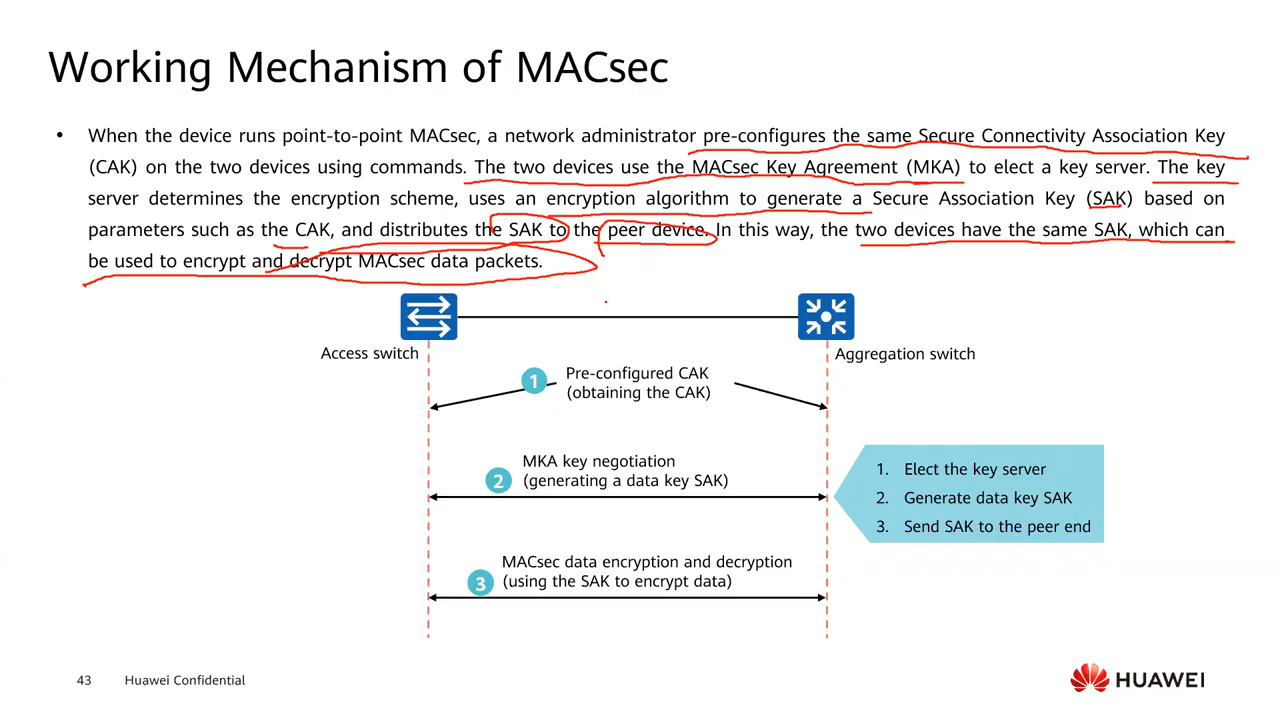 Working Mechanism of MACsec
• When the device runs point-to-point MACsec, a network administrator pre-configures the same Secure Connectivity Association Key
(CAK) on the two devices using commands. The two devices use the MACsec Key Agreement (MKA) to elect a key server. The key
server determines the encryption scheme, uses an encryption algorithm to generate a Secure Association Key (SAK) based on
parameters such as the CAK, and distributes the SAK to the peer device. In this way, the two devices have the same SAK, which can
be used to encrypt and decrypt MACsec data packets.
Access switch
Aggregation switch
1
Pre-configured CAK
(obtaining the CAK)
2
MKA key negotiation
(generating a data key SAK)
1. Elect the key server
2. Generate data key SAK
3. Send SAK to the peer end
3
MACsec data encryption and decryption
(using the SAK to encrypt data)
43
Huawei Confidential
HUAWEI